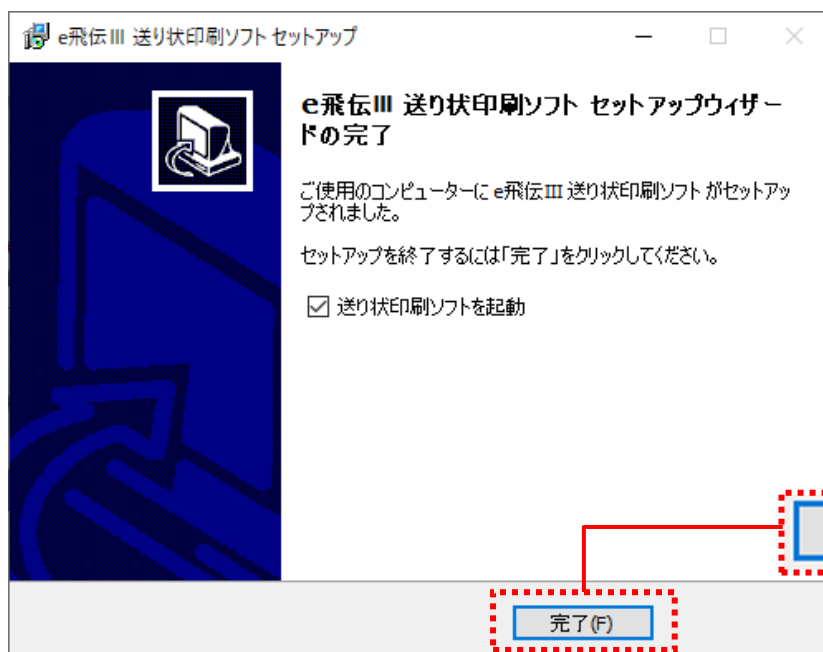 e飛伝Ⅲ 送り状印刷ソフト セットアップ
e飛伝Ⅲ 送り状印刷ソフト セットアップウィザー
ドの完了
ご使用のコンピューターに e飛伝Ⅲ 送り状印刷ソフト がセットアッ
プされました。
セットアップを終了するには「完了」をクリックしてください。
送り状印刷ソフトを起動
完了(F)